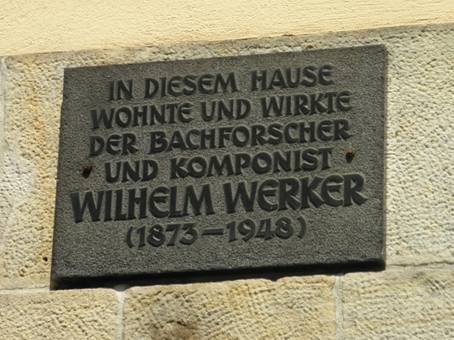 IN DIESEM HAUSE
WOHNTE UND WIRKTE
DER BACHFORSCHER
UND KOMPONIST
WILHELM WERKER
(1873–1948)